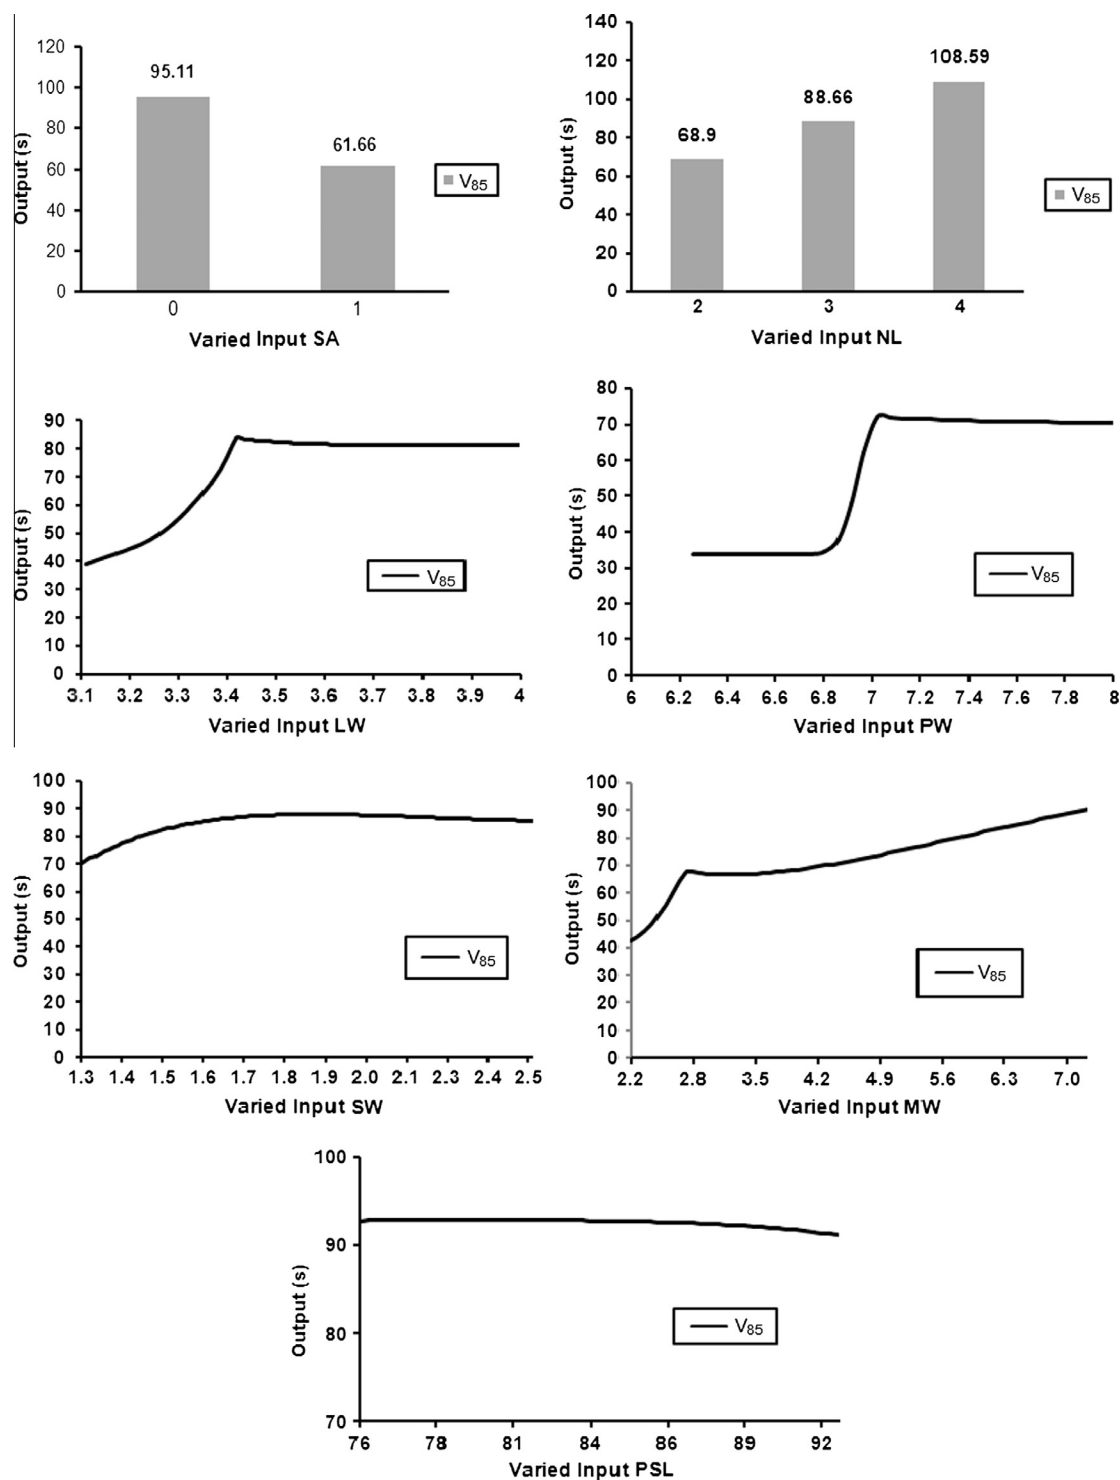 120
100
80
60
40
20
0
Output (s)
95.11
61.66
V85
0 1
Varied Input SA
140
120
100
80
60
40
20
0
Output (s)
68.9
88.66
108.59
V85
2 3 4
Varied Input NL
90
80
70
60
50
40
30
20
10
0
Output (s)
V85
3.1 3.2 3.3 3.4 3.5 3.6 3.7 3.8 3.9 4
Varied Input LW
80
70
60
50
40
30
20
10
0
Output (s)
V85
6 6.2 6.4 6.6 6.8 7 7.2 7.4 7.6 7.8 8
Varied Input PW
100
90
80
70
60
50
40
30
20
10
0
Output (s)
V85
1.3 1.4 1.5 1.6 1.7 1.8 1.9 2.0 2.1 2.2 2.3 2.4 2.5
Varied Input SW
100
90
80
70
60
50
40
30
20
10
0
Output (s)
V85
2.2 2.8 3.5 4.2 4.9 5.6 6.3 7.0
Varied Input MW
100
90
80
70
Output (s)
V85
76 78 81 84 86 89 92
Varied Input PSL